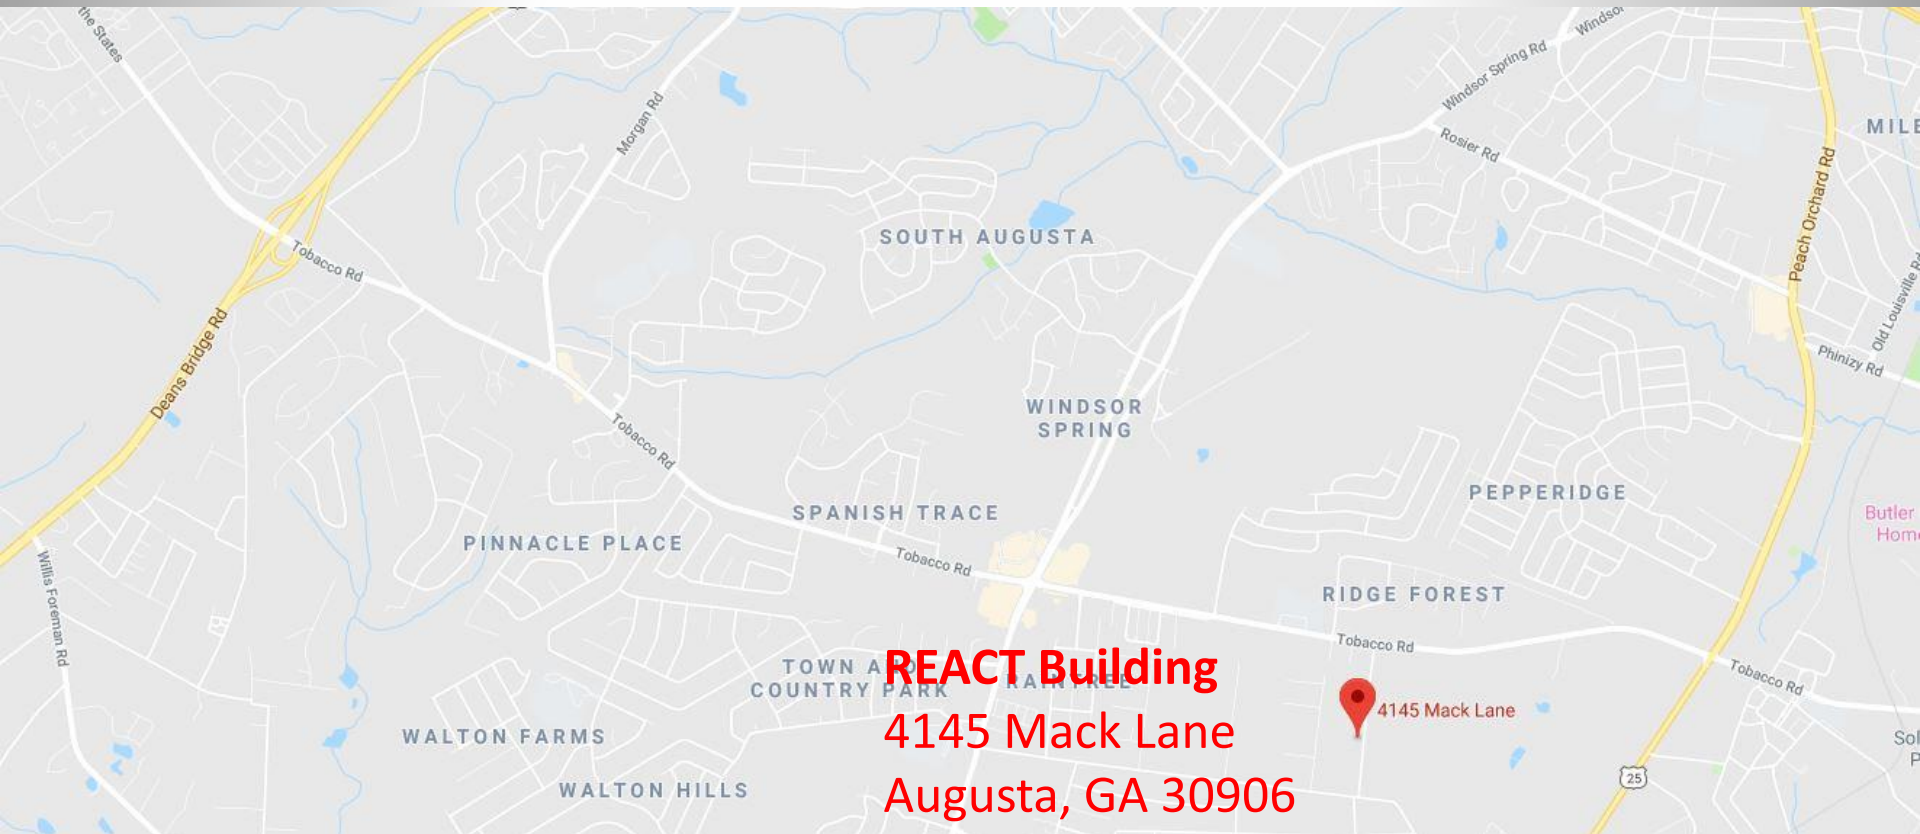 the States
Windsor
Windsor Spring Rd
Morgan Rd
Rosier Rd
Peach Orchard Rd
SOUTH AUGUSTA
Tobacco Rd
Old Louisville Rd
Deans Bridge Rd
Phinizy Rd
WINDSOR
SPRING
Tobacco Rd
PEPPERIDGE
SPANISH TRACE
Butler
PINNACLE PLACE
Tobacco Rd
Willis Foreman Rd
RIDGE FOREST
Tobacco Rd
TOWN AND
COUNTRY PARK
RAINTREE
Tobacco Rd
REACT Building
4145 Mack Lane
Augusta, GA 30906
4145 Mack Lane
WALTON FARMS
WALTON HILLS
25